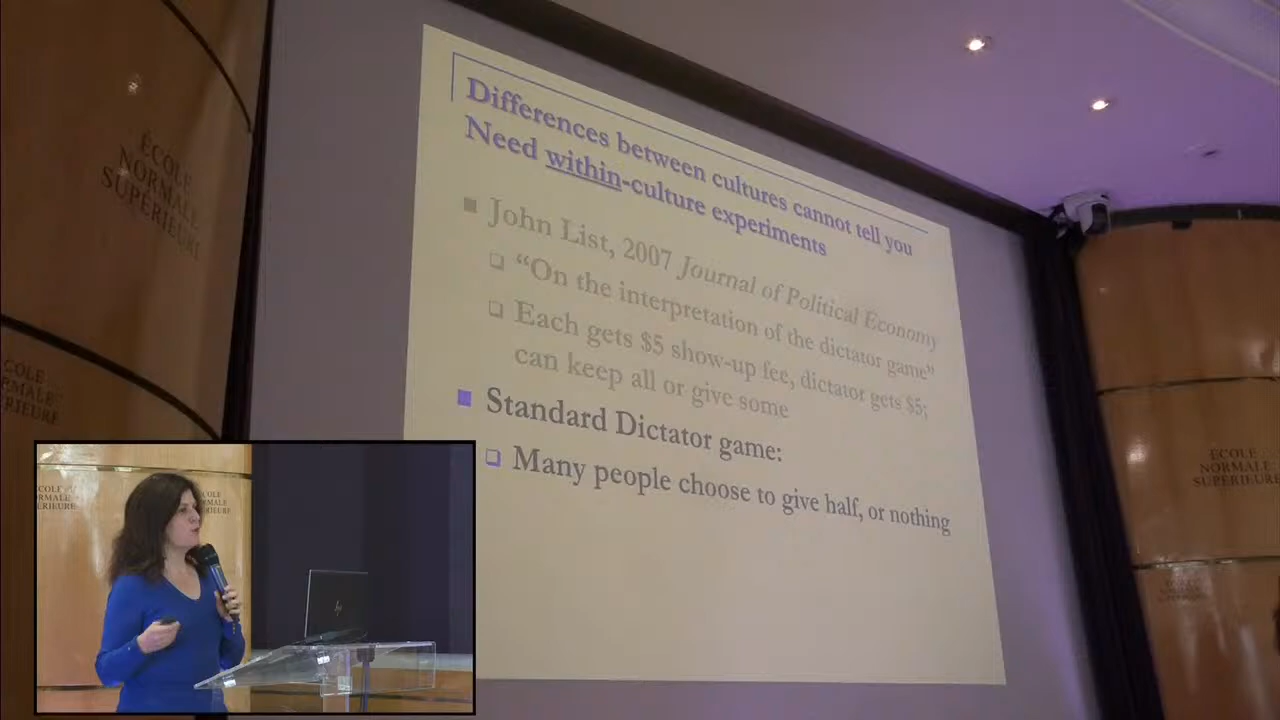 ÉCOLE
NORMALE
SUPÉRIEURE
Differences between cultures cannot tell you
Need within-culture experiments
John List, 2007 Journal of Political Economy
“On the interpretation of the dictator game”
Each gets $5 show-up fee, dictator gets $5;
can keep all or give some
Standard Dictator game:
Many people choose to give half, or nothing
ÉCOLE
NORMALE
SUPÉRIEURE
hp